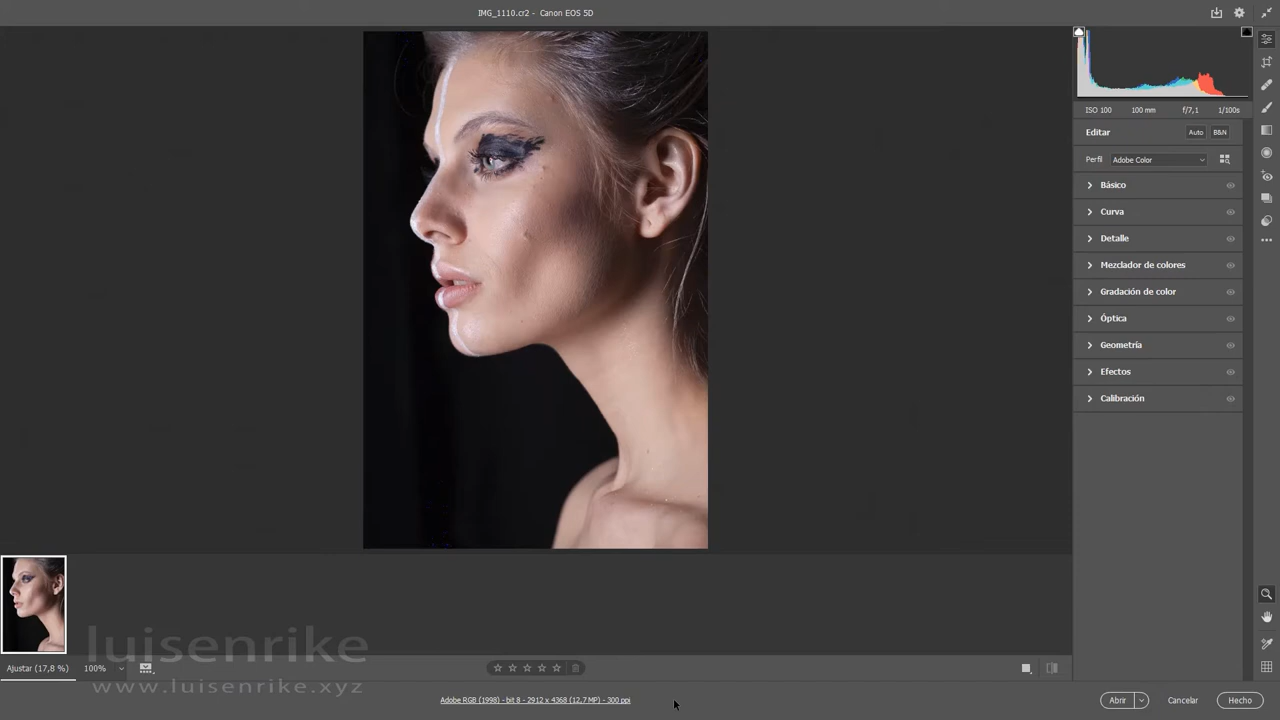 IMG_1110.cr2 - Canon EOS 5D
ISO 100 100 mm f/7,1 1/100s
Editar Auto B&N
Perfil Adobe Color
Básico
Curva
Detalle
Mezclador de colores
Gradación de color
Óptica
Geometría
Efectos
Calibración
luisenrike
www.luisenrike.xyz
Ajustar (17,8 %) 100%
Adobe RGB (1998) - bit 8 - 2912 x 4368 (12,7 MP) - 300 ppi
Abrir Cancelar Hecho